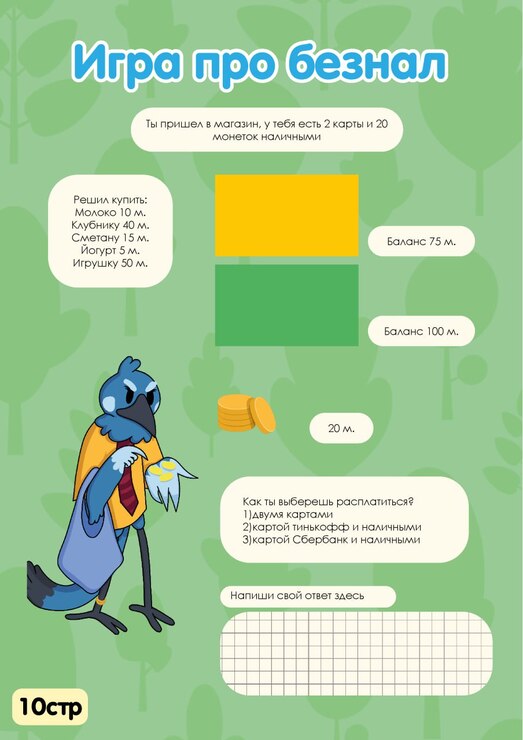 Игра про безнал
Ты пришел в магазин, у тебя есть 2 карты и 20
монеток наличными
Решил купить:
Молоко 10 м.
Клубнику 40 м.
Сметану 15 м.
Йогурт 5 м.
Игрушку 50 м.
Баланс 75 м.
Баланс 100 м.
20 м.
Как ты выберешь расплатиться?
1)двумя картами
2)картой тинькофф и наличными
3)картой Сбербанк и наличными
Напиши свой ответ здесь
10стр